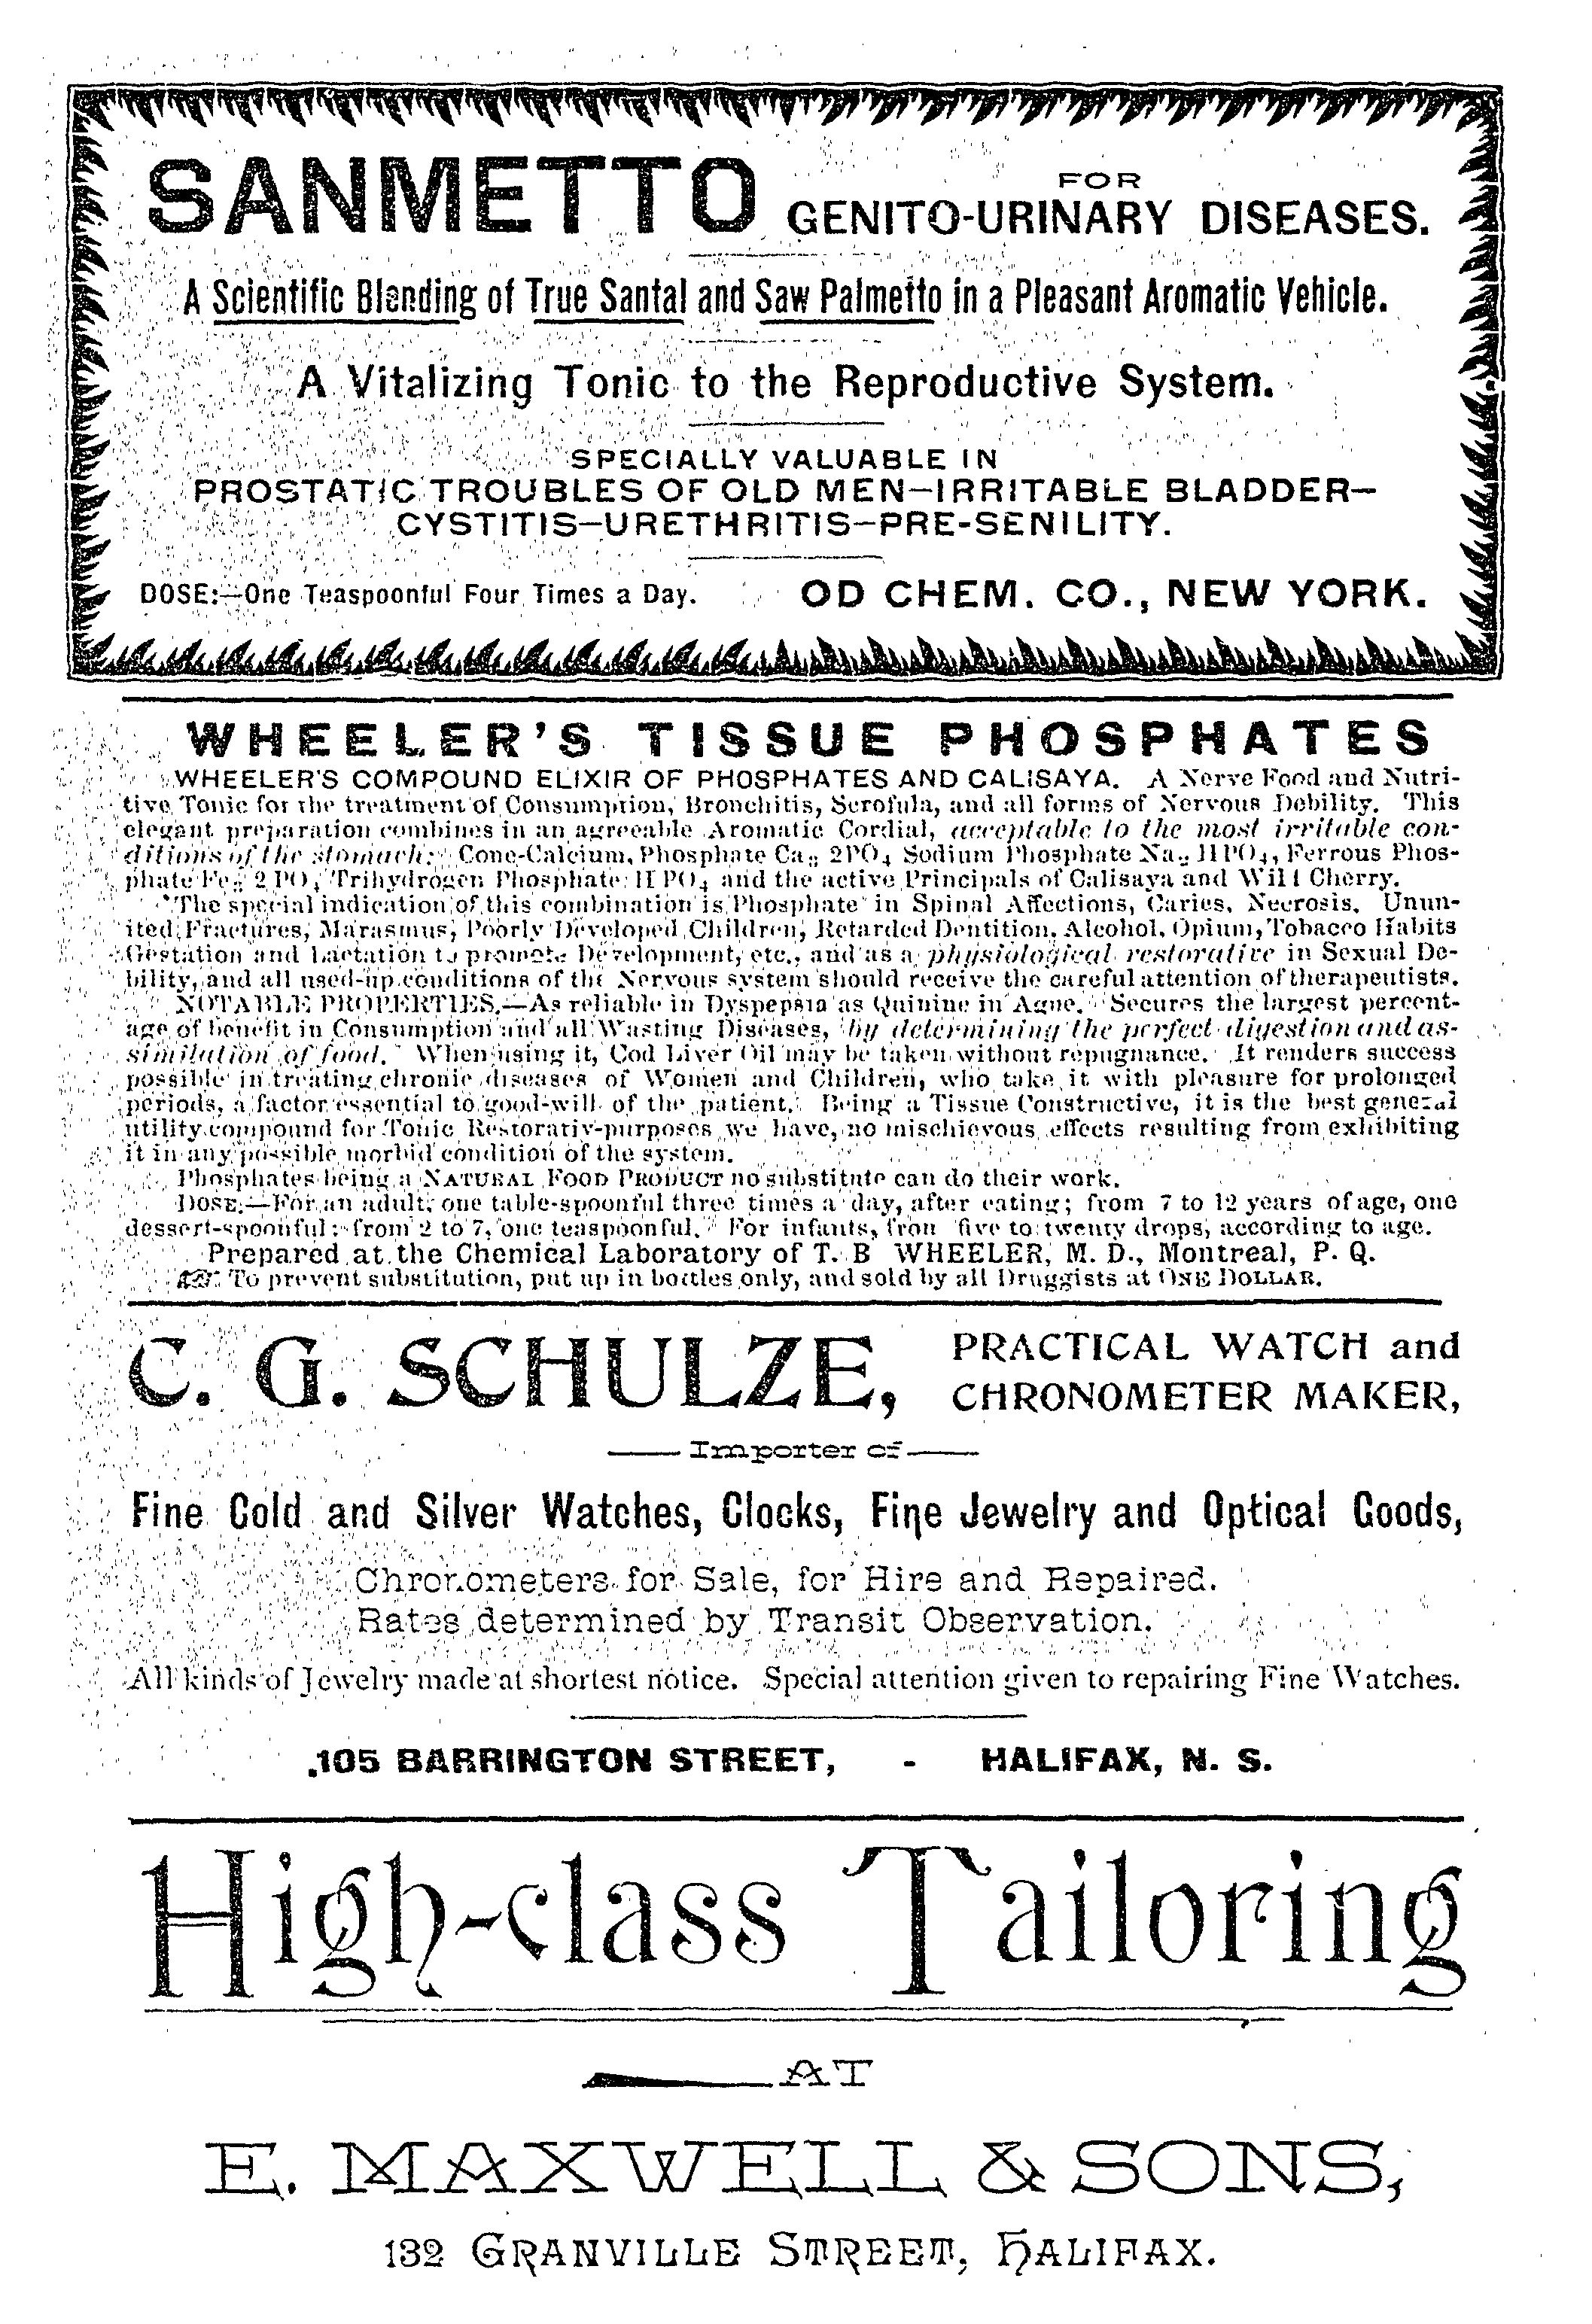 SANMETTO FOR
GENITO-URINARY DISEASES.
A Scientific Blending of True Santal and Saw Palmetto in a Pleasant Aromatic Vehicle.
A Vitalizing Tonic to the Reproductive System.
SPECIALLY VALUABLE IN
PROSTATIC TROUBLES OF OLD MEN—IRRITABLE BLADDER—
CYSTITIS—URETHRITIS—PRE-SENILITY.
DOSE:—One Teaspoonful Four Times a Day. OD CHEM. CO., NEW YORK.
WHEELER'S TISSUE PHOSPHATES
WHEELER'S COMPOUND ELIXIR OF PHOSPHATES AND CALISAYA. A Nerve Food and Nutri-
tive Tonic for the treatment of Consumption, Bronchitis, Scrofula, and all forms of Nervous Debility. This
elegant preparation combines in an agreeable Aromatic Cordial, acceptable to the most irritable con-
ditions of the stomach: Cone-Calcium, Phosphate Ca₃ 2PO₄ Sodium Phosphate Na₂ HPO₄, Ferrous Phos-
phate Fe₃ 2 PO₄ Trihydrogen Phosphate H PO₄ and the active Principals of Calisaya and Wild Cherry.
The special indication of this combination is Phosphate in Spinal Affections, Caries, Necrosis, Unun-
ited Fractures, Marasmus, Poorly Developed Children, Retarded Dentition, Alcohol, Opium, Tobacco Habits
Gestation and Lactation to promote Development, etc., and as a physiological restorative in Sexual De-
bility, and all used-up conditions of the Nervous system should receive the careful attention of therapeutists.
NOTABLE PROPERTIES.—As reliable in Dyspepsia as Quinine in Ague. Secures the largest percent-
age of benefit in Consumption and all Wasting Diseases, by determining the perfect digestion and as-
similation of food. When using it, Cod Liver Oil may be taken without repugnance. It renders success
possible in treating chronic diseases of Women and Children, who take it with pleasure for prolonged
periods, a factor essential to good-will of the patient. Being a Tissue Constructive, it is the best general
utility compound for Tonic Restorativ-purposes we have, no mischievous effects resulting from exhibiting
it in any possible morbid condition of the system.
Phosphates being a NATURAL FOOD PRODUCT no substitute can do their work.
DOSE.—For an adult, one table-spoonful three times a day, after eating; from 7 to 12 years of age, one
dessert-spoonful; from 2 to 7, one teaspoonful. For infants, from five to twenty drops, according to age.
Prepared at the Chemical Laboratory of T. B WHEELER, M. D., Montreal, P. Q.
To prevent substitution, put up in bottles only, and sold by all Druggists at ONE DOLLAR.
C. G. SCHULZE, PRACTICAL WATCH and
CHRONOMETER MAKER,
Importer of
Fine Gold and Silver Watches, Clocks, Fine Jewelry and Optical Goods,
Chronometers for Sale, for Hire and Repaired.
Rates determined by Transit Observation.
All kinds of Jewelry made at shortest notice. Special attention given to repairing Fine Watches.
105 BARRINGTON STREET, - HALIFAX, N. S.
High-class Tailoring
AT
E. MAXWELL & SONS,
132 GRANVILLE STREET, HALIFAX.